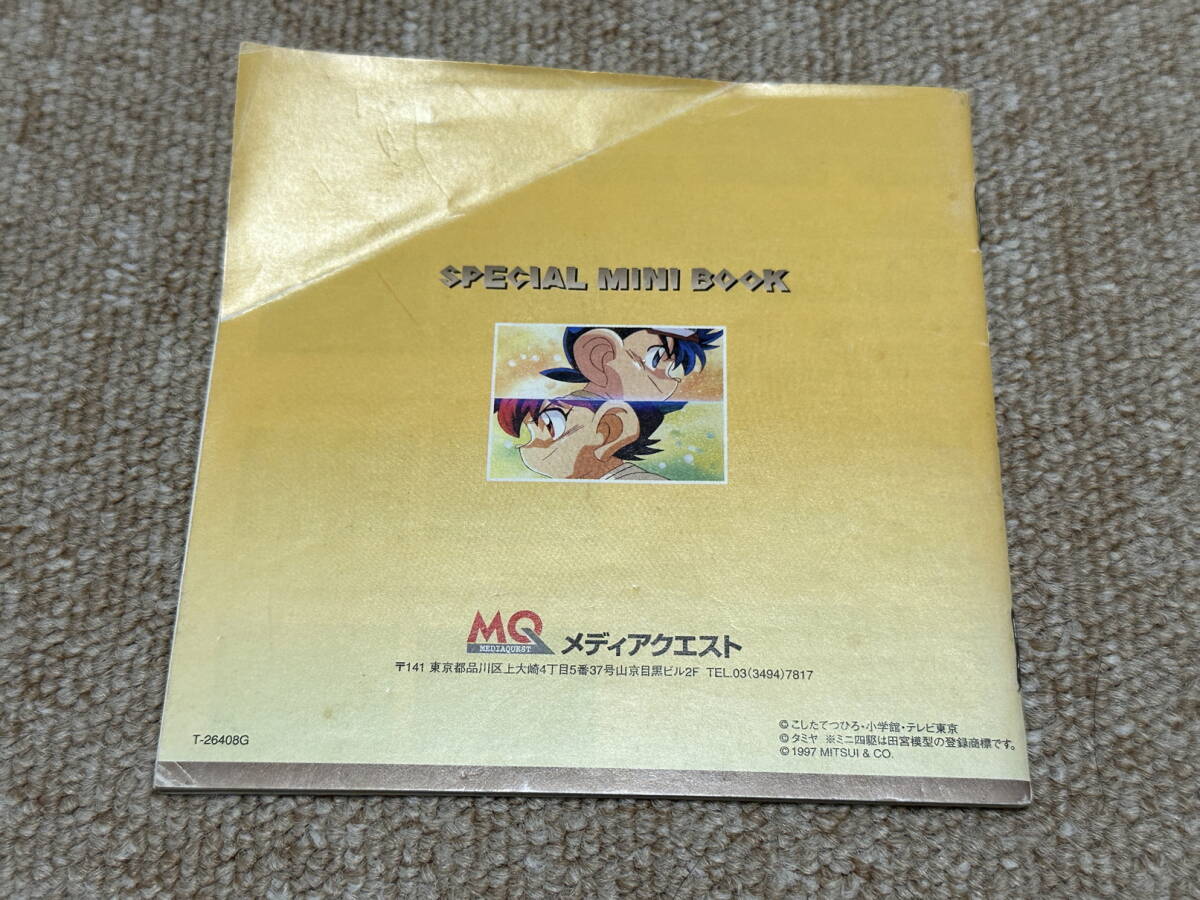 SPECIAL MINI BOOK
MQ
MEDIAQUEST
メディアクエスト
〒141 東京都品川区上大崎4丁目5番37号山京目黒ビル2F TEL.03(3494)7817
T-26408G
© こしたてつひろ・小学館・テレビ東京
© タミヤ ※ミニ四駆は田宮模型の登録商標です。
© 1997 MITSUI & CO.